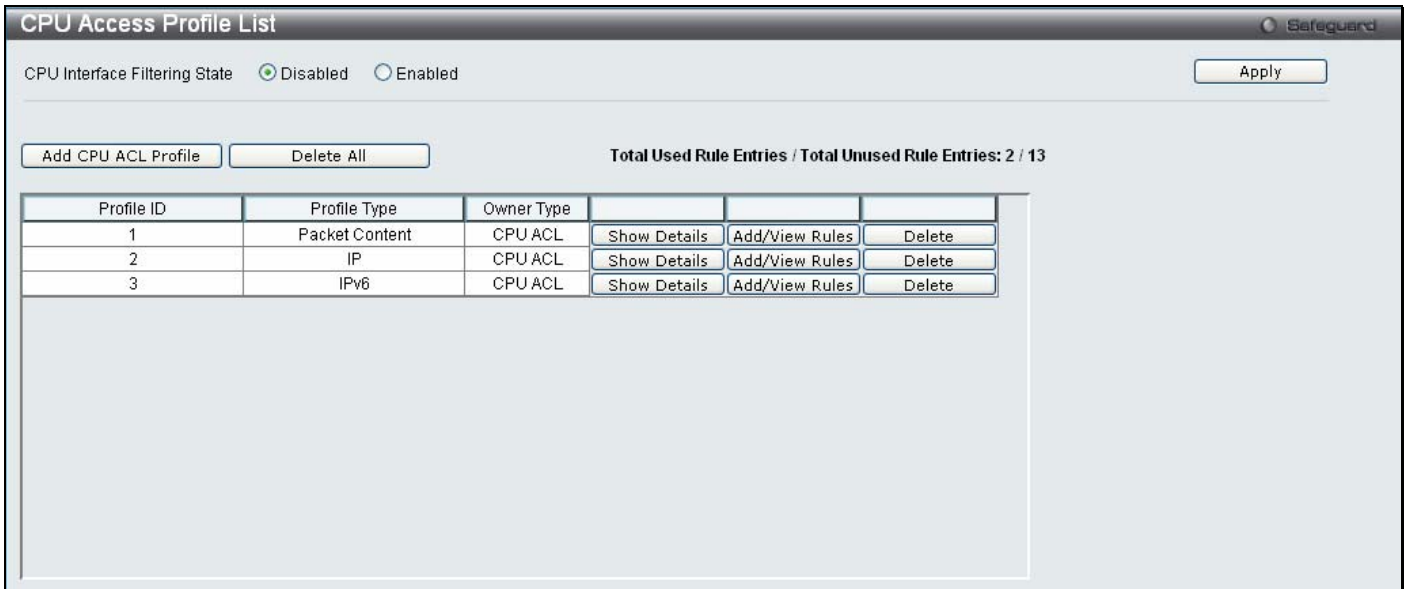 CPU Access Profile List
Safeguard
CPU Interface Filtering State Disabled Enabled Apply
Add CPU ACL Profile Delete All Total Used Rule Entries / Total Unused Rule Entries: 2 / 13
Profile ID Profile Type Owner Type
1 Packet Content CPU ACL Show Details Add/View Rules Delete
2 IP CPU ACL Show Details Add/View Rules Delete
3 IPv6 CPU ACL Show Details Add/View Rules Delete